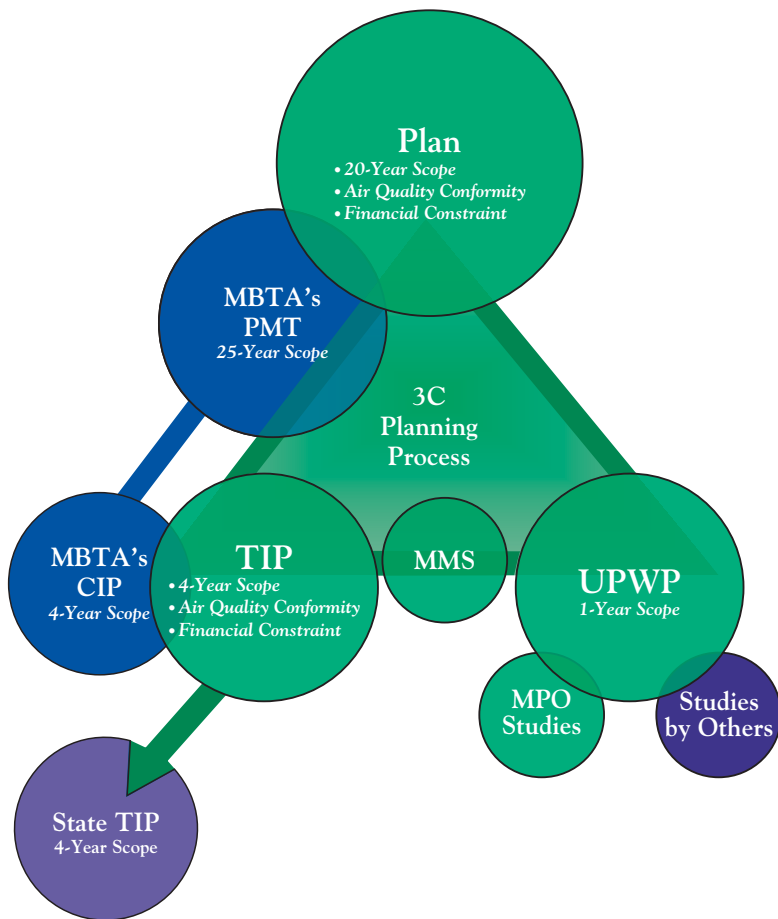 Plan
• 20-Year Scope
• Air Quality Conformity
• Financial Constraint
MBTA's
PMT
25-Year Scope
3C
Planning
Process
MBTA's
CIP
4-Year Scope
TIP
• 4-Year Scope
• Air Quality Conformity
• Financial Constraint
MMS
UPWP
1-Year Scope
MPO
Studies
Studies
by Others
State TIP
4-Year Scope